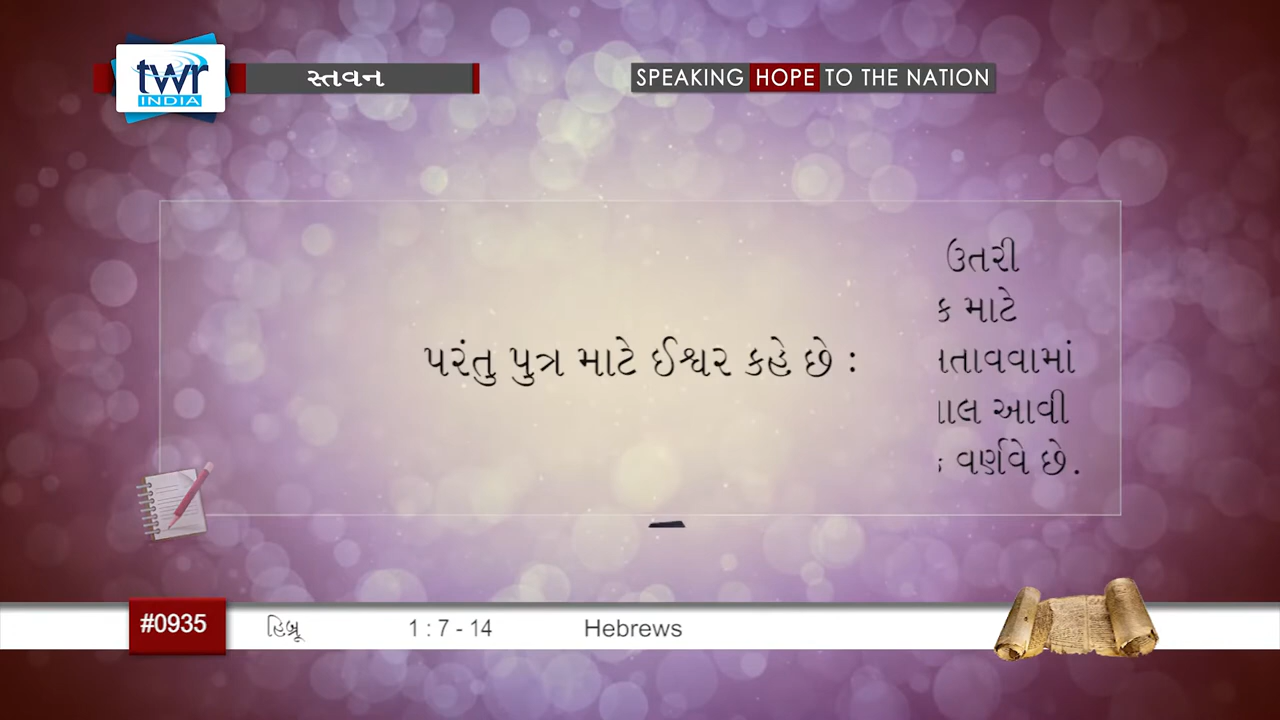 twr
INDIA
સ્તવન
SPEAKING HOPE TO THE NATION
પરંતુ પુત્ર માટે ઈશ્વર કહે છે :
ઉતરી
માટે
આવી
વર્ણવે છે.
#0935
હિબ્રૂ
1 : 7 - 14
Hebrews